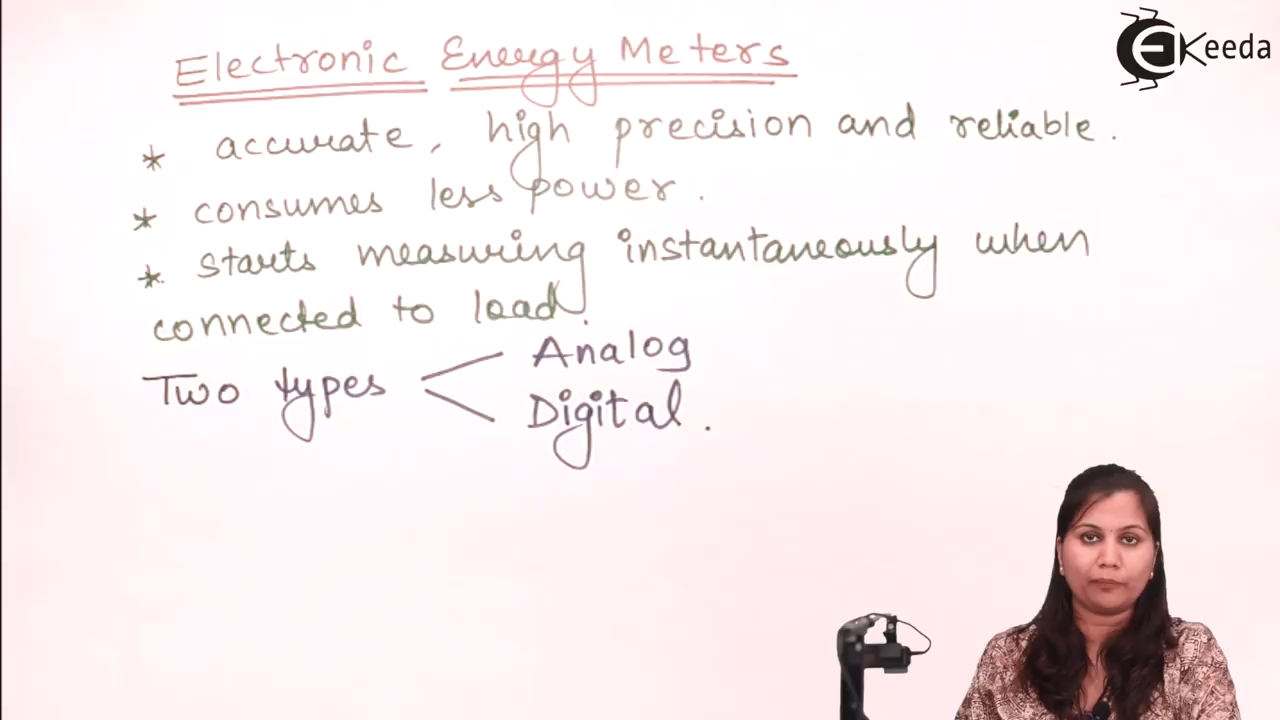 Electronic Energy Meters
EKeeda
* accurate, high precision and reliable.
* consumes less power.
* starts measuring instantaneously when
connected to load.
Two types < Analog
Digital.